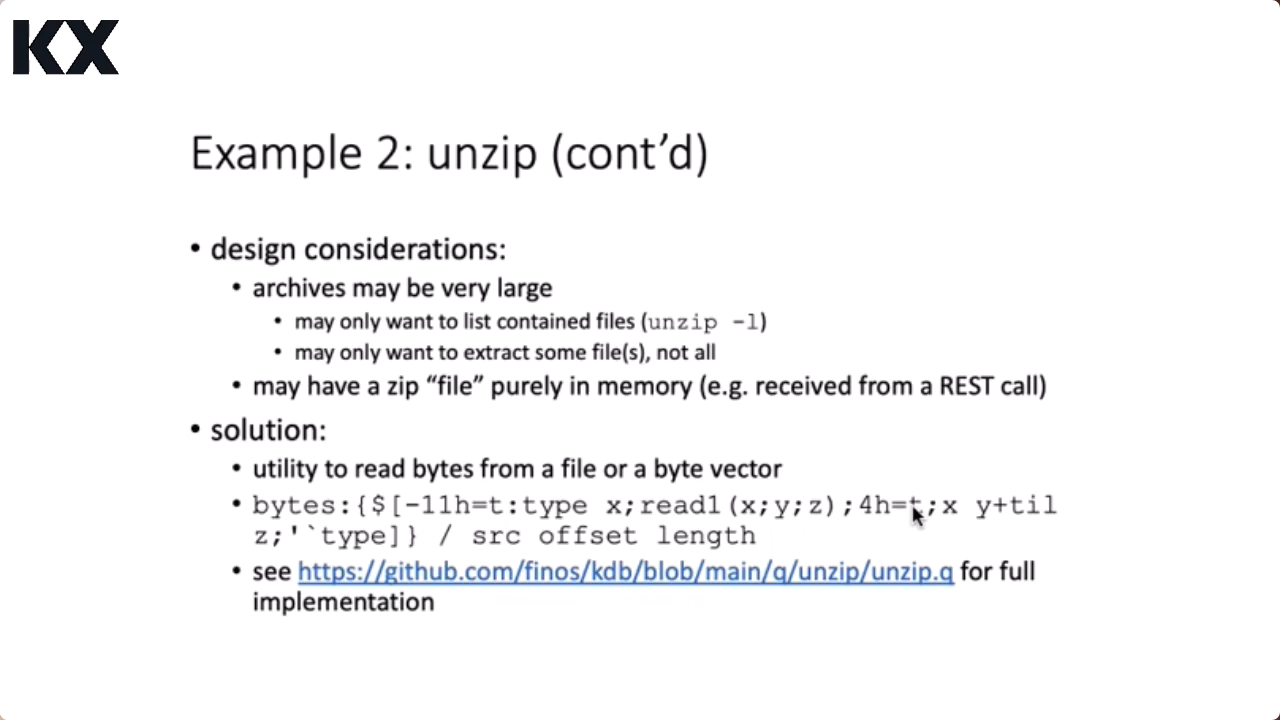 KX
Example 2: unzip (cont’d)
• design considerations:
• archives may be very large
• may only want to list contained files (unzip -l)
• may only want to extract some file(s), not all
• may have a zip “file” purely in memory (e.g. received from a REST call)
• solution:
• utility to read bytes from a file or a byte vector
• bytes:{$[-11h=t:type x;read1(x;y;z);4h=t;x y+til
z;'`type]} / src offset length
• see https://github.com/finos/kdb/blob/main/q/unzip/unzip.q for full
implementation